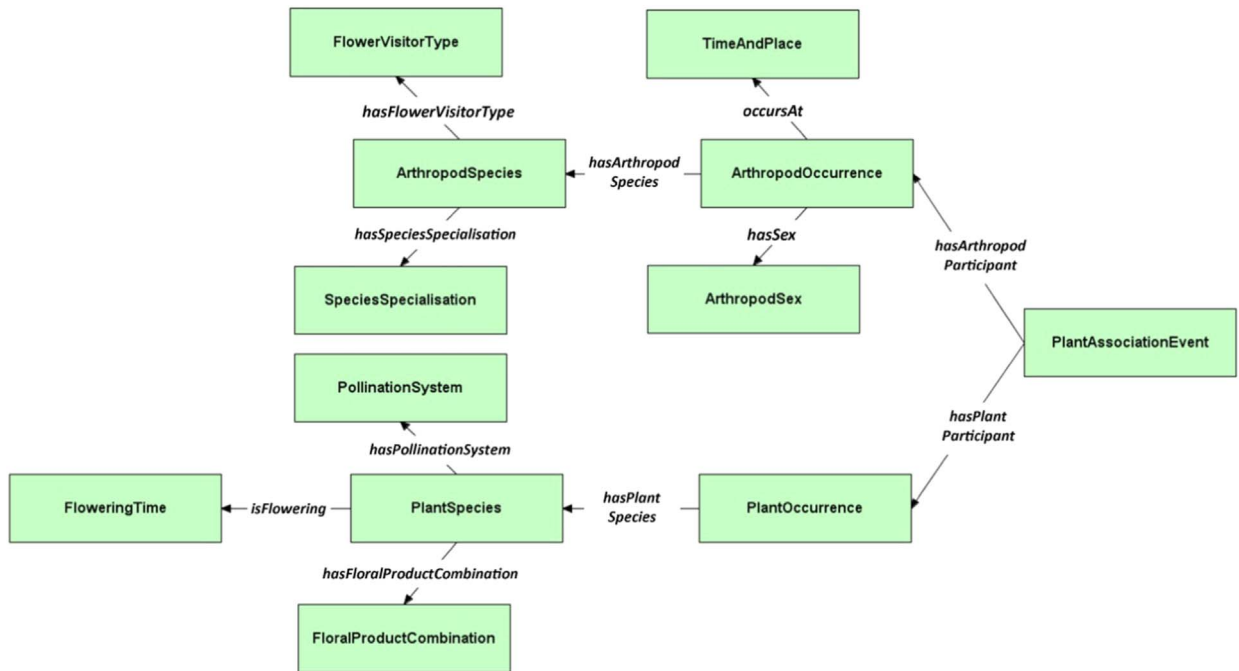 FlowerVisitorType
TimeAndPlace
hasFlowerVisitorType
occursAt
ArthropodSpecies
hasArthropod
Species
ArthropodOccurrence
hasSpeciesSpecialisation
hasSex
hasArthropod
Participant
SpeciesSpecialisation
ArthropodSex
PlantAssociationEvent
PollinationSystem
hasPlant
Participant
hasPollinationSystem
FloweringTime
isFlowering
PlantSpecies
hasPlant
Species
PlantOccurrence
hasFloralProductCombination
FloralProductCombination